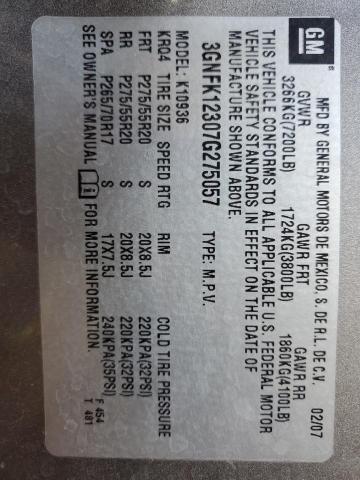 GM
MFD BY GENERAL MOTORS DE MEXICO, S. DE R.L. DE C.V. 02/07
GVWR GAWR FRT GAWR RR
3266KG(7200LB) 1724KG(3800LB) 1860KG(4100LB)
THIS VEHICLE CONFORMS TO ALL APPLICABLE U.S. FEDERAL MOTOR
VEHICLE SAFETY STANDARDS IN EFFECT ON THE DATE OF
MANUFACTURE SHOWN ABOVE.
3GNFK12307G275057 TYPE: M.P.V.
MODEL: K10936
KRQ4 TIRE SIZE SPEED RTG RIM COLD TIRE PRESSURE
FRT P275/55R20 S 20X8.5J 220KPA(32PSI)
RR P275/55R20 S 20X8.5J 220KPA(32PSI)
SPA P265/70R17 S 17X7.5J 240KPA(35PSI)
SEE OWNER'S MANUAL i FOR MORE INFORMATION
F 454
T 481